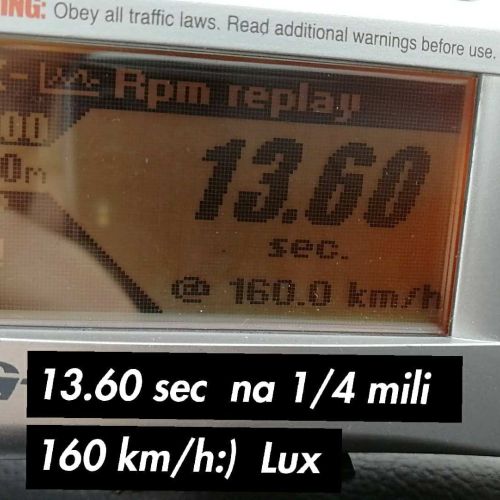 Obey all traffic laws. Read additional warnings before use.
Rpm replay
13.60
sec.
@ 160.0 km/h
13.60 sec na 1/4 mili
160 km/h:) Lux